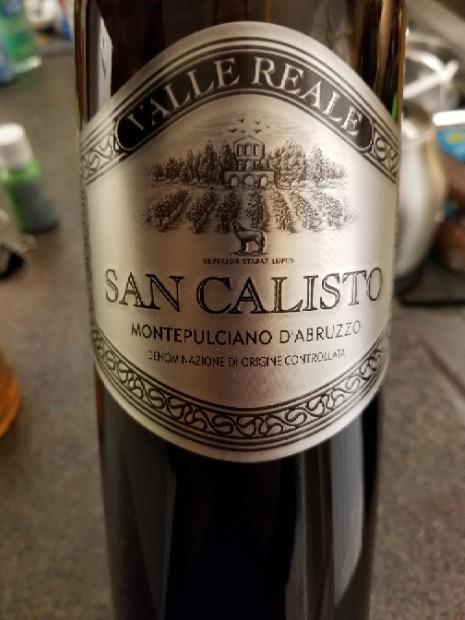 VALLE REALE
SUPERIOR STABAT LUPUS
SAN CALISTO
MONTEPULCIANO D'ABRUZZO
DENOMINAZIONE DI ORIGINE CONTROLLATA